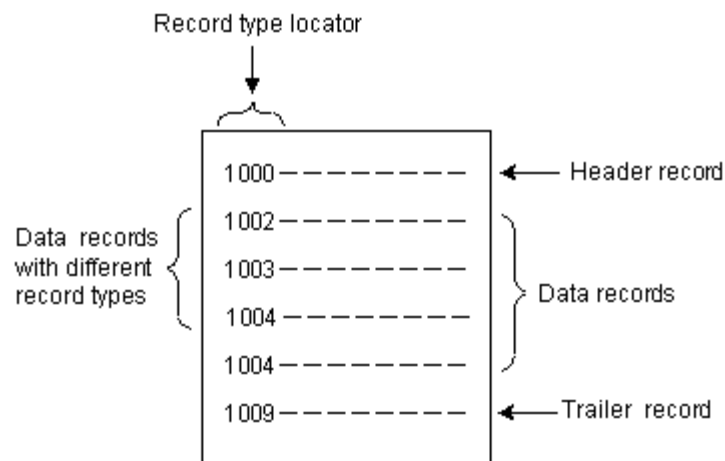 Record type locator
1000
Header record
1002
1003
1004
1004
Data records
with different
record types
Data records
1009
Trailer record